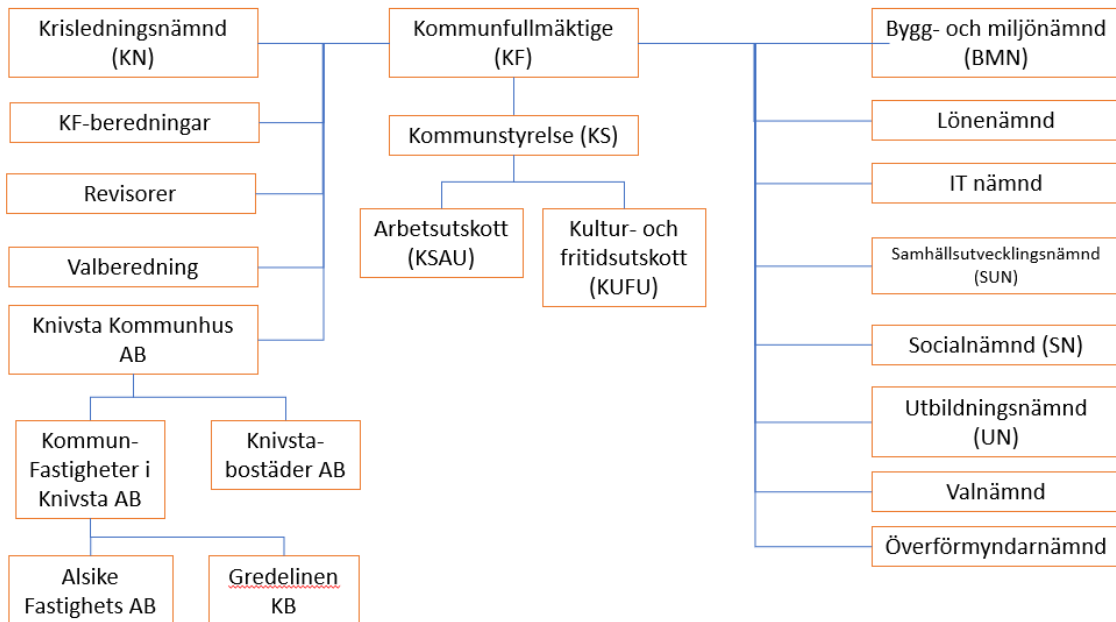 Krisledningsnämnd
(KN)
Kommunfullmäktige
(KF)
Bygg- och miljönämnd
(BMN)
KF-beredningar
Kommunstyrelse (KS)
Lönenämnd
Revisorer
IT nämnd
Arbetsutskott
(KSAU)
Kultur- och
fritidsutskott
(KUFU)
Valberedning
Samhällsutvecklingsnämnd
(SUN)
Knivsta Kommunhus
AB
Socialnämnd (SN)
Kommun-
Fastigheter i
Knivsta AB
Knivsta-
bostäder AB
Utbildningsnämnd
(UN)
Valnämnd
Alsike
Fastighets AB
Gredelinen
KB
Överförmyndarnämnd